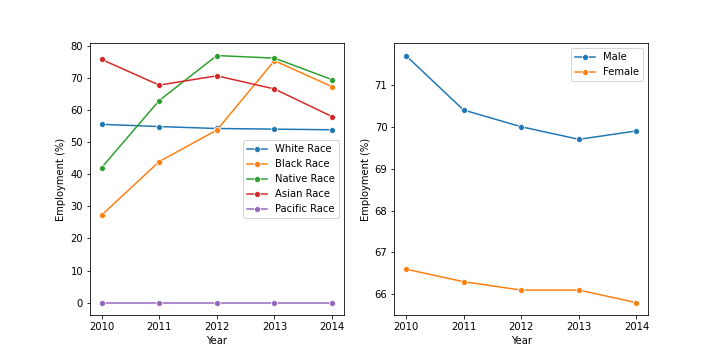 80
70
60
50
40
30
20
10
0
Employment (%)
2010 2011 2012 2013 2014
Year
White Race
Black Race
Native Race
Asian Race
Pacific Race
71
70
69
68
67
66
Employment (%)
2010 2011 2012 2013 2014
Year
Male
Female